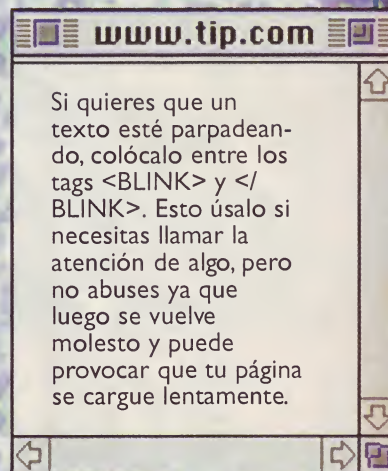 www.tip.com
Si quieres que un
texto esté parpadean-
do, colócalo entre los
tags <BLINK> y </
BLINK>. Esto úsalo si
necesitas llamar la
atención de algo, pero
no abuses ya que
luego se vuelve
molesto y puede
provocar que tu página
se cargue lentamente.